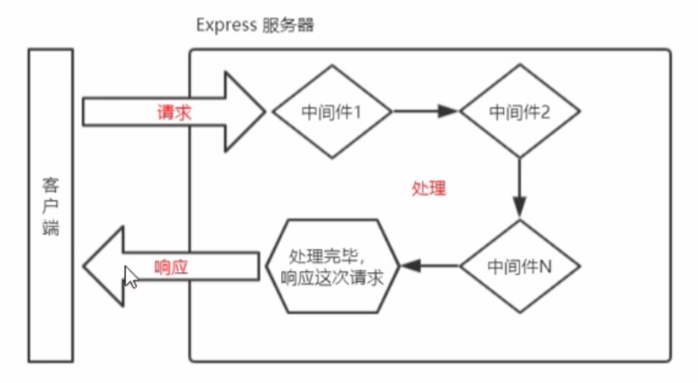 Express 服务器
客户端
请求
中间件1
中间件2
处理
响应
处理完毕，
响应这次请求
中间件N